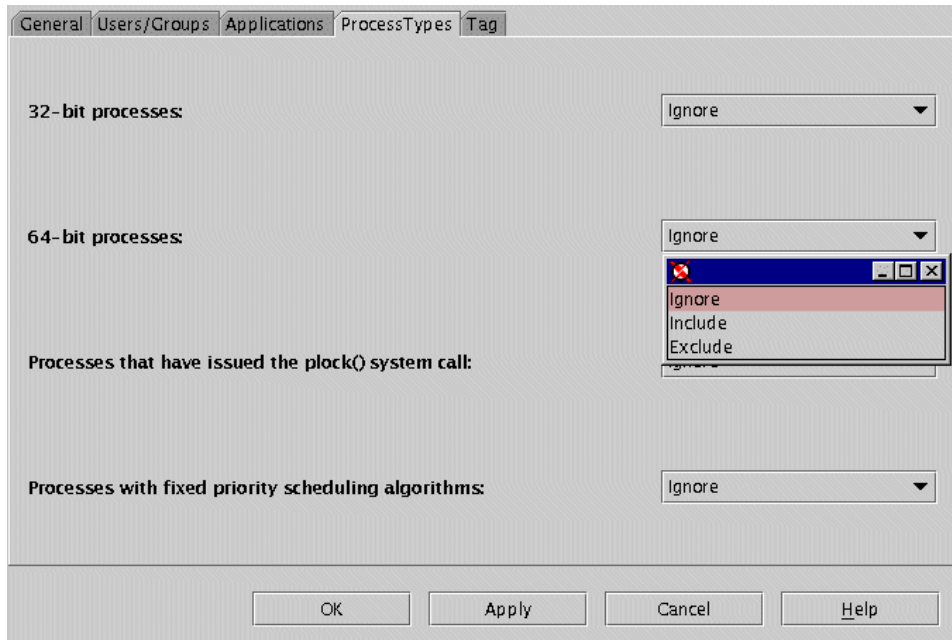 General Users/Groups Applications ProcessTypes Tag
32-bit processes: Ignore
64-bit processes: Ignore
Ignore
Include
Exclude
Processes that have issued the plock() system call: Ignore
Processes with fixed priority scheduling algorithms: Ignore
OK Apply Cancel Help